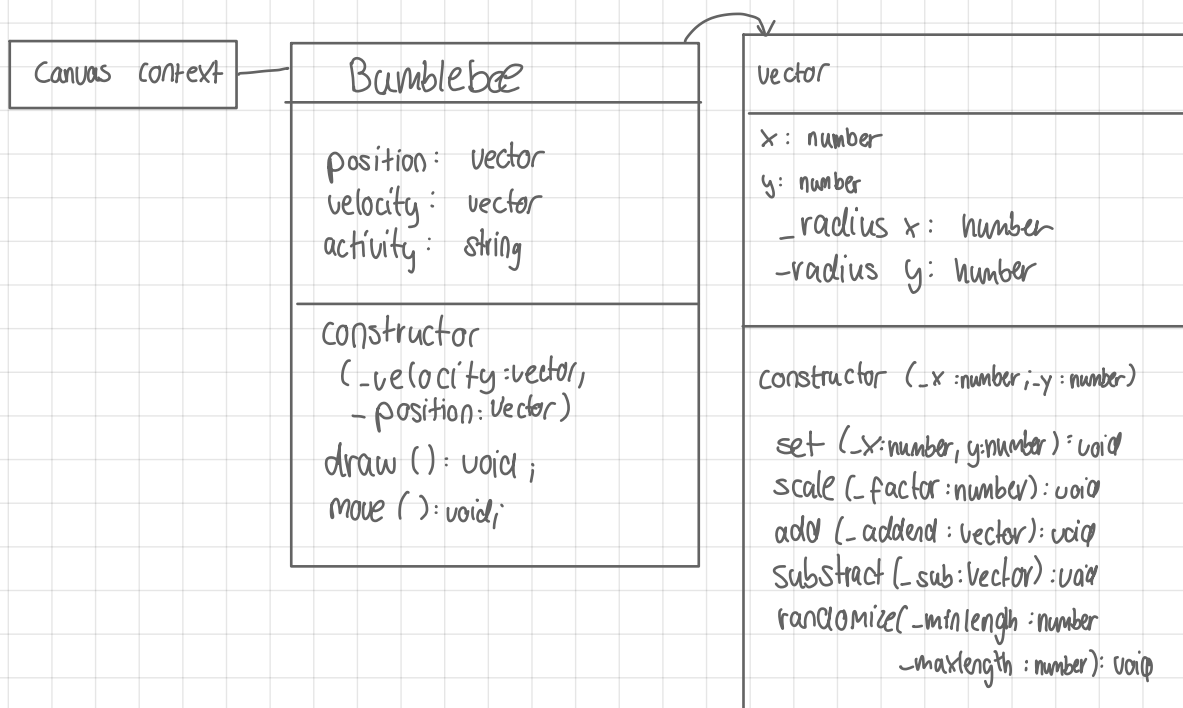 Canvas context
Bumblebee
position: vector
velocity: vector
activity: string
constructor
(_velocity:vector,
_position:Vector)
draw (): void;
move (): void;
vector
x: number
y: number
_radius x: number
_radius y: number
constructor (_x:number;_y:number)
set (_x:number, y:number): void
scale (_factor:number): void
add (_addend: vector): void
substract (_sub: Vector): void
randomize(_minlengh:number
_maxlength:number): void